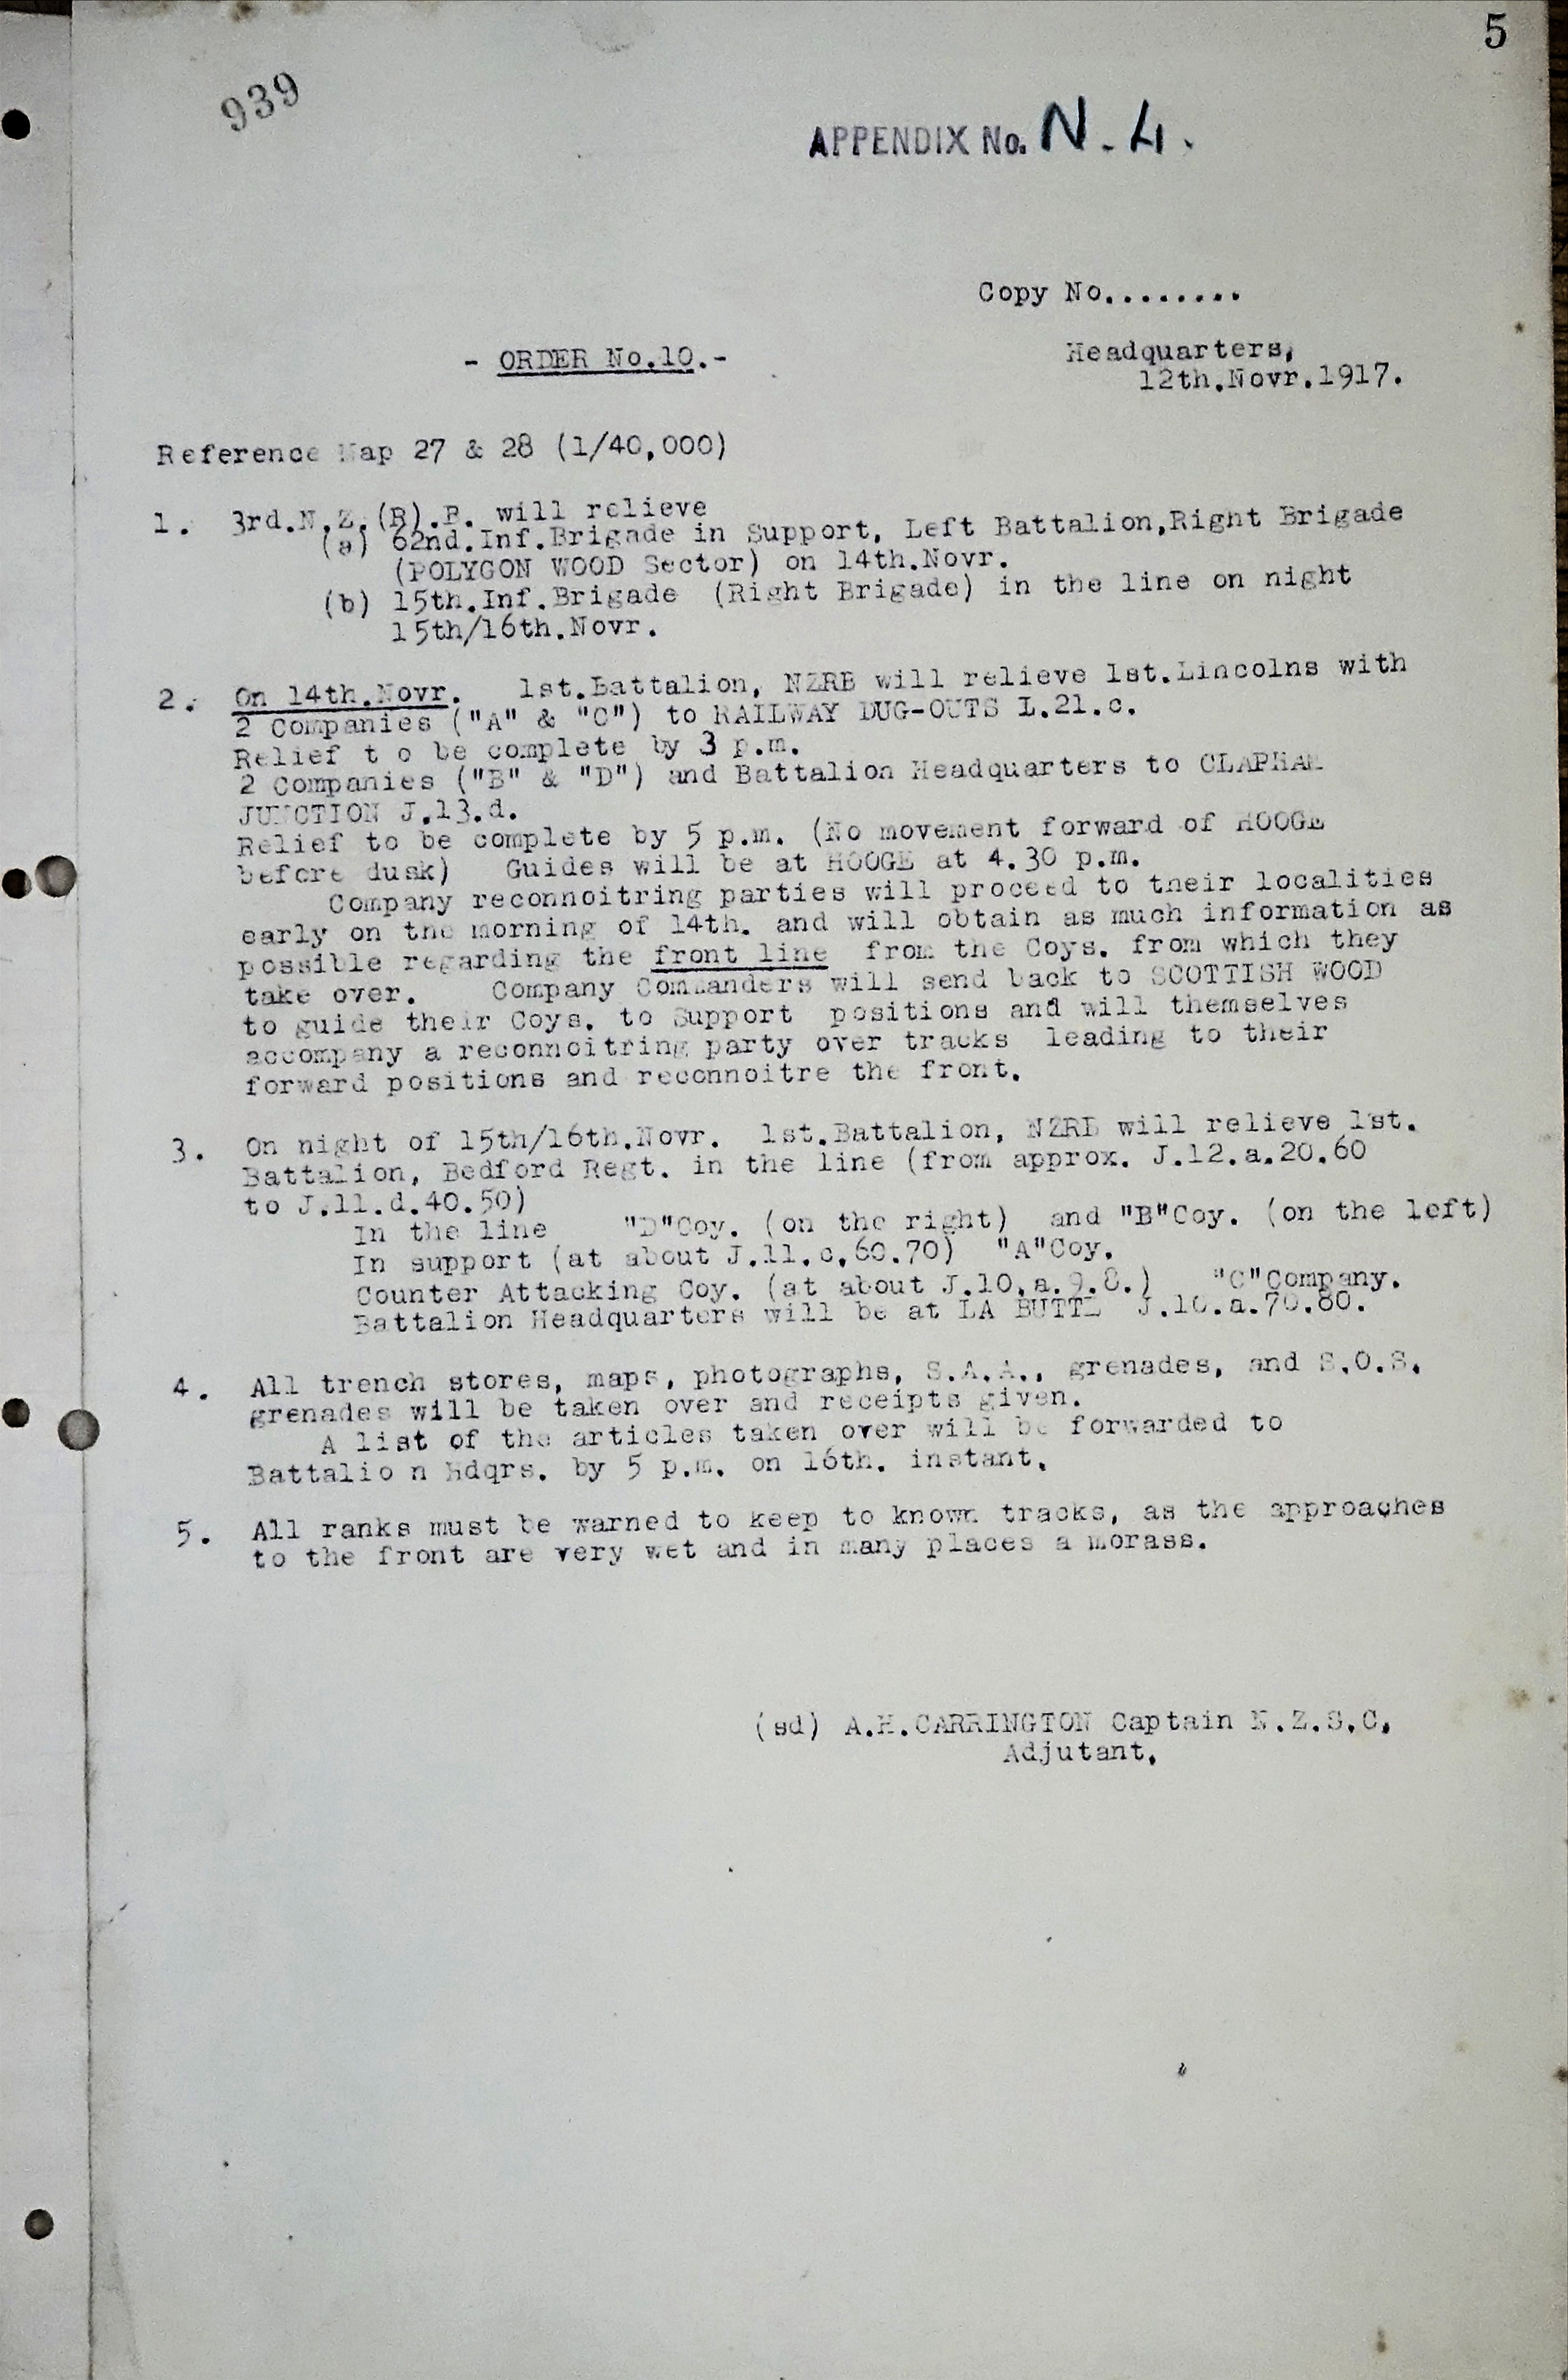 5
939
APPENDIX No. N.4.
Copy No.........
- ORDER No.10.-
Headquarters,
12th.Novr.1917.
Reference Map 27 & 28 (1/40,000)
1. 3rd.N.Z.(R).B. will relieve
(a) 62nd.Inf.Brigade in Support, Left Battalion,Right Brigade
(POLYGON WOOD Sector) on 14th.Novr.
(b) 15th.Inf.Brigade (Right Brigade) in the line on night
15th/16th.Novr.
2. On 14th.Novr. 1st.Battalion, NZRB will relieve 1st.Lincolns with
2 Companies ("A" & "C") to RAILWAY DUG-OUTS I.21.c.
Relief t o be complete by 3 p.m.
2 Companies ("B" & "D") and Battalion Headquarters to CLAPHAM
JUNCTION J.13.d.
Relief to be complete by 5 p.m. (No movement forward of HOOGE
before dusk) Guides will be at HOOGE at 4.30 p.m.
Company reconnoitring parties will proceed to their localities
early on the morning of 14th. and will obtain as much information as
possible regarding the front line from the Coys. from which they
take over. Company Commanders will send back to SCOTTISH WOOD
to guide their Coys. to Support positions and will themselves
accompany a reconnoitring party over tracks leading to their
forward positions and reconnoitre the front.
3. On night of 15th/16th.Novr. 1st.Battalion, NZRB will relieve 1st.
Battalion, Bedford Regt. in the line (from approx. J.12.a.20.60
to J.11.d.40.50)
In the line "D"Coy. (on the right) and "B"Coy. (on the left)
In support (at about J.11.c.60.70) "A"Coy.
Counter Attacking Coy. (at about J.10.a.9.8.) "C"Company.
Battalion Headquarters will be at LA BUTTE J.10.a.70.80.
4. All trench stores, maps, photographs, S.A.A., grenades, and S.O.S.
grenades will be taken over and receipts given.
A list of the articles taken over will be forwarded to
Battalio n Hdqrs. by 5 p.m. on 16th. instant.
5. All ranks must be warned to keep to known tracks, as the approaches
to the front are very wet and in many places a morass.
(sd) A.H.CARRINGTON Captain N.Z.S.C.
Adjutant.